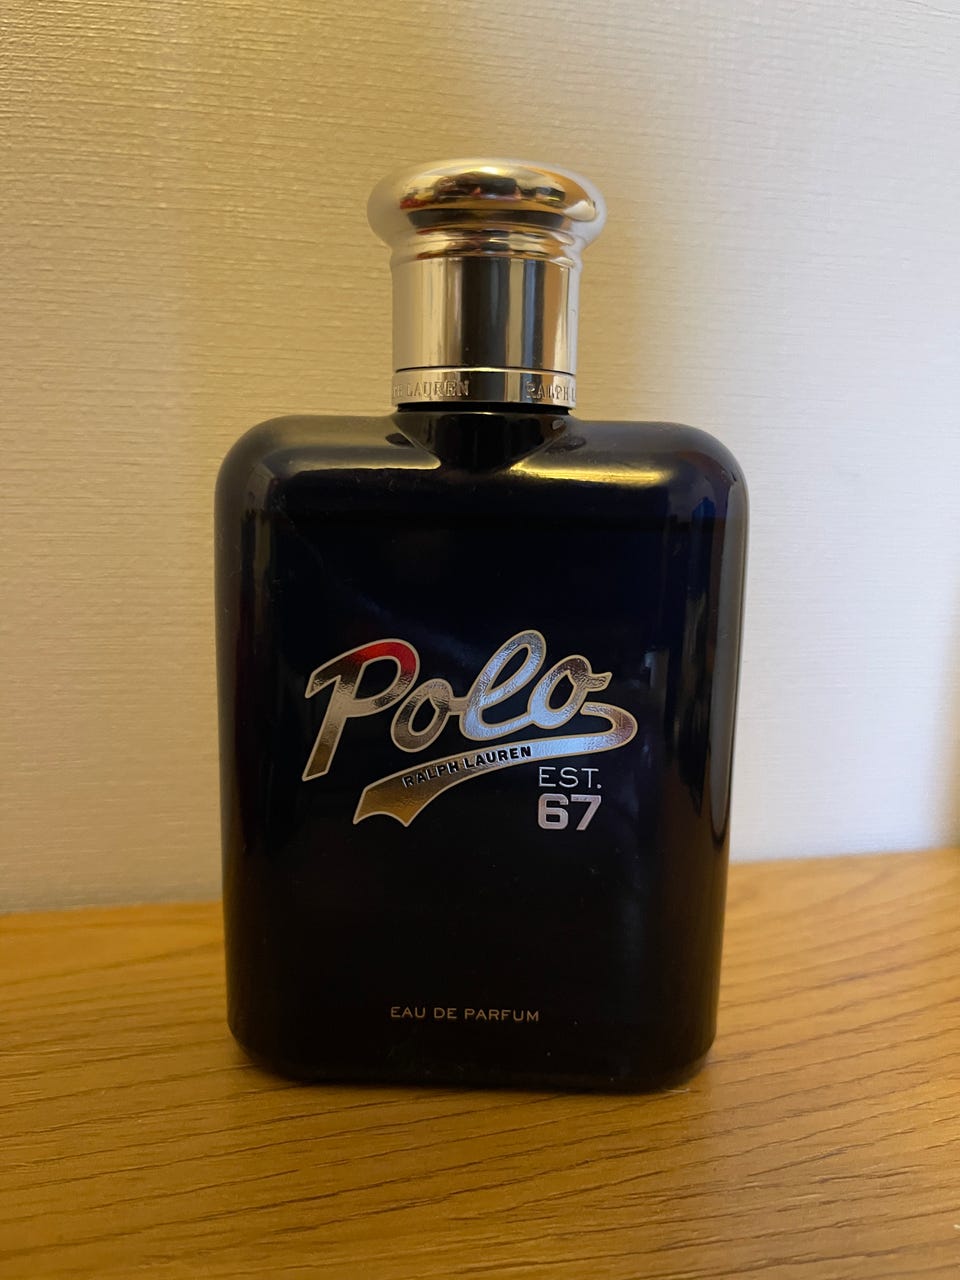 LAUREN RALPH
Polo
RALPH LAUREN
EST.
67
EAU DE PARFUM